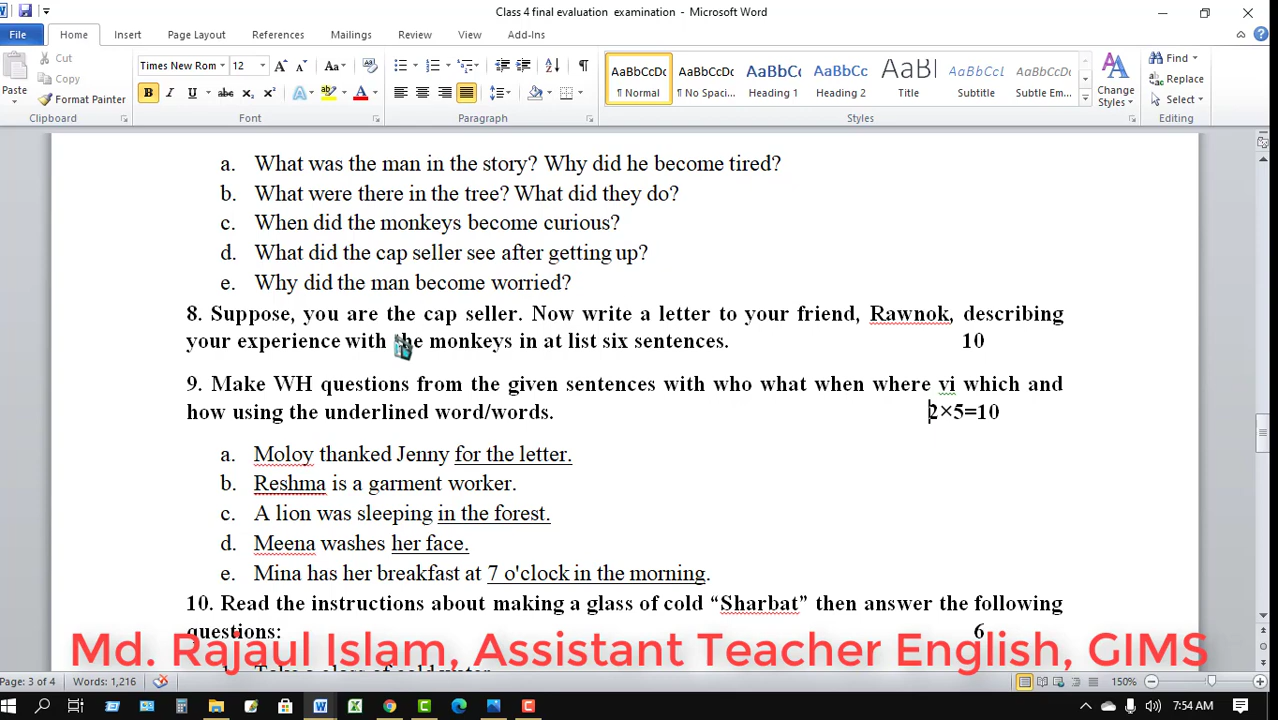 Class 4 final evaluation examination - Microsoft Word
File Home Insert Page Layout References Mailings Review View Add-Ins
Paste
Cut
Copy
Format Painter
Clipboard
Times New Rom 12
Font
Paragraph
AaBbCcDc AaBbCcDc AaBbCc AaBbCc AaBl AaBbCcL AaBbCcDc
¶ Normal ¶ No Spaci... Heading 1 Heading 2 Title Subtitle Subtle Em...
Change Styles
Styles
Find
Replace
Select
Editing
a. What was the man in the story? Why did he become tired?
b. What were there in the tree? What did they do?
c. When did the monkeys become curious?
d. What did the cap seller see after getting up?
e. Why did the man become worried?
8. Suppose, you are the cap seller. Now write a letter to your friend, Rawnok, describing
your experience with the monkeys in at list six sentences. 10
9. Make WH questions from the given sentences with who what when where vi which and
how using the underlined word/words. 2×5=10
a. Moloy thanked Jenny for the letter.
b. Reshma is a garment worker.
c. A lion was sleeping in the forest.
d. Meena washes her face.
e. Mina has her breakfast at 7 o'clock in the morning.
10. Read the instructions about making a glass of cold “Sharbat” then answer the following
questions: 6
Md. Rajaul Islam, Assistant Teacher English, GIMS
Page: 3 of 4 Words: 1,216 150%
7:54 AM